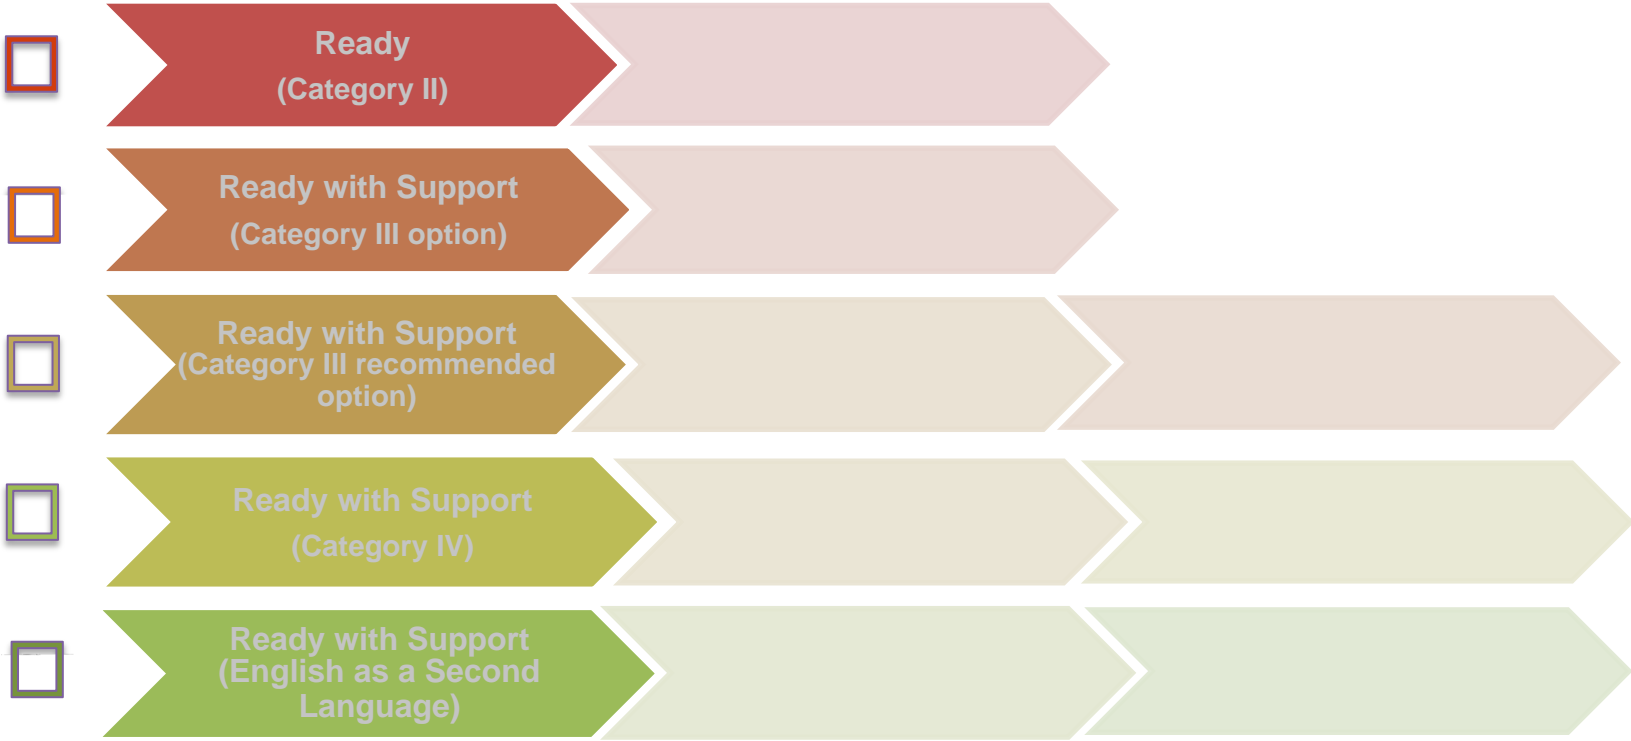 Ready
(Category II)
Ready with Support
(Category III option)
Ready with Support
(Category III recommended
option)
Ready with Support
(Category IV)
Ready with Support
(English as a Second
Language)